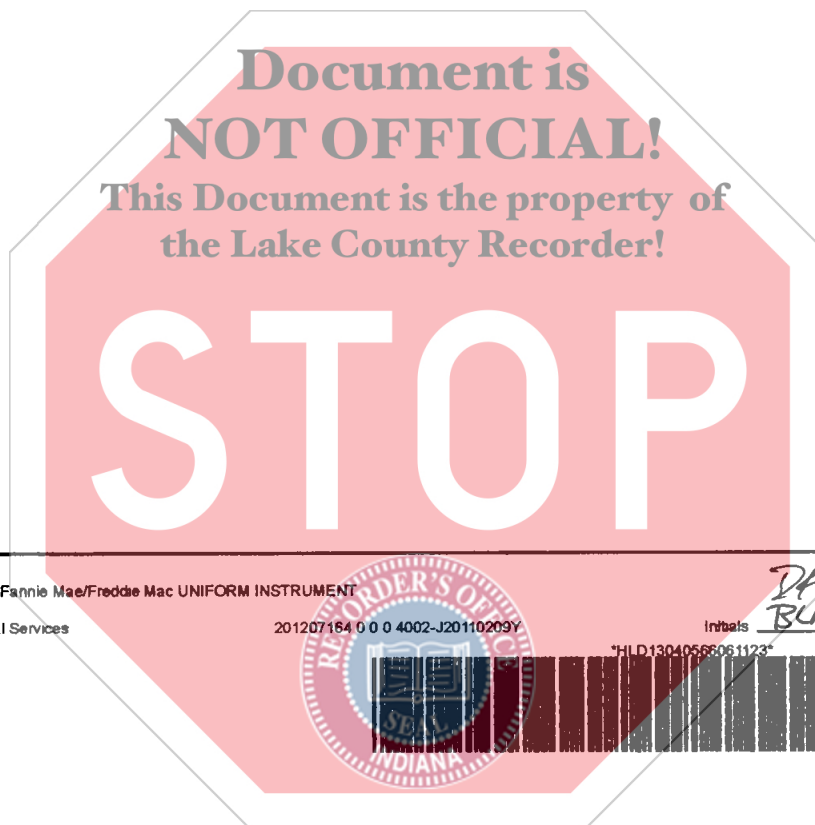 Document is
NOT OFFICIAL!
This Document is the property of
the Lake County Recorder!
STOP
Fannie Mae/Freddie Mac UNIFORM INSTRUMENT
l Services 201207164 0 0 0 4002-J20110209Y Initials
*HLD13040566061123*
RECORDER'S OFFICE
SEAL
INDIANA